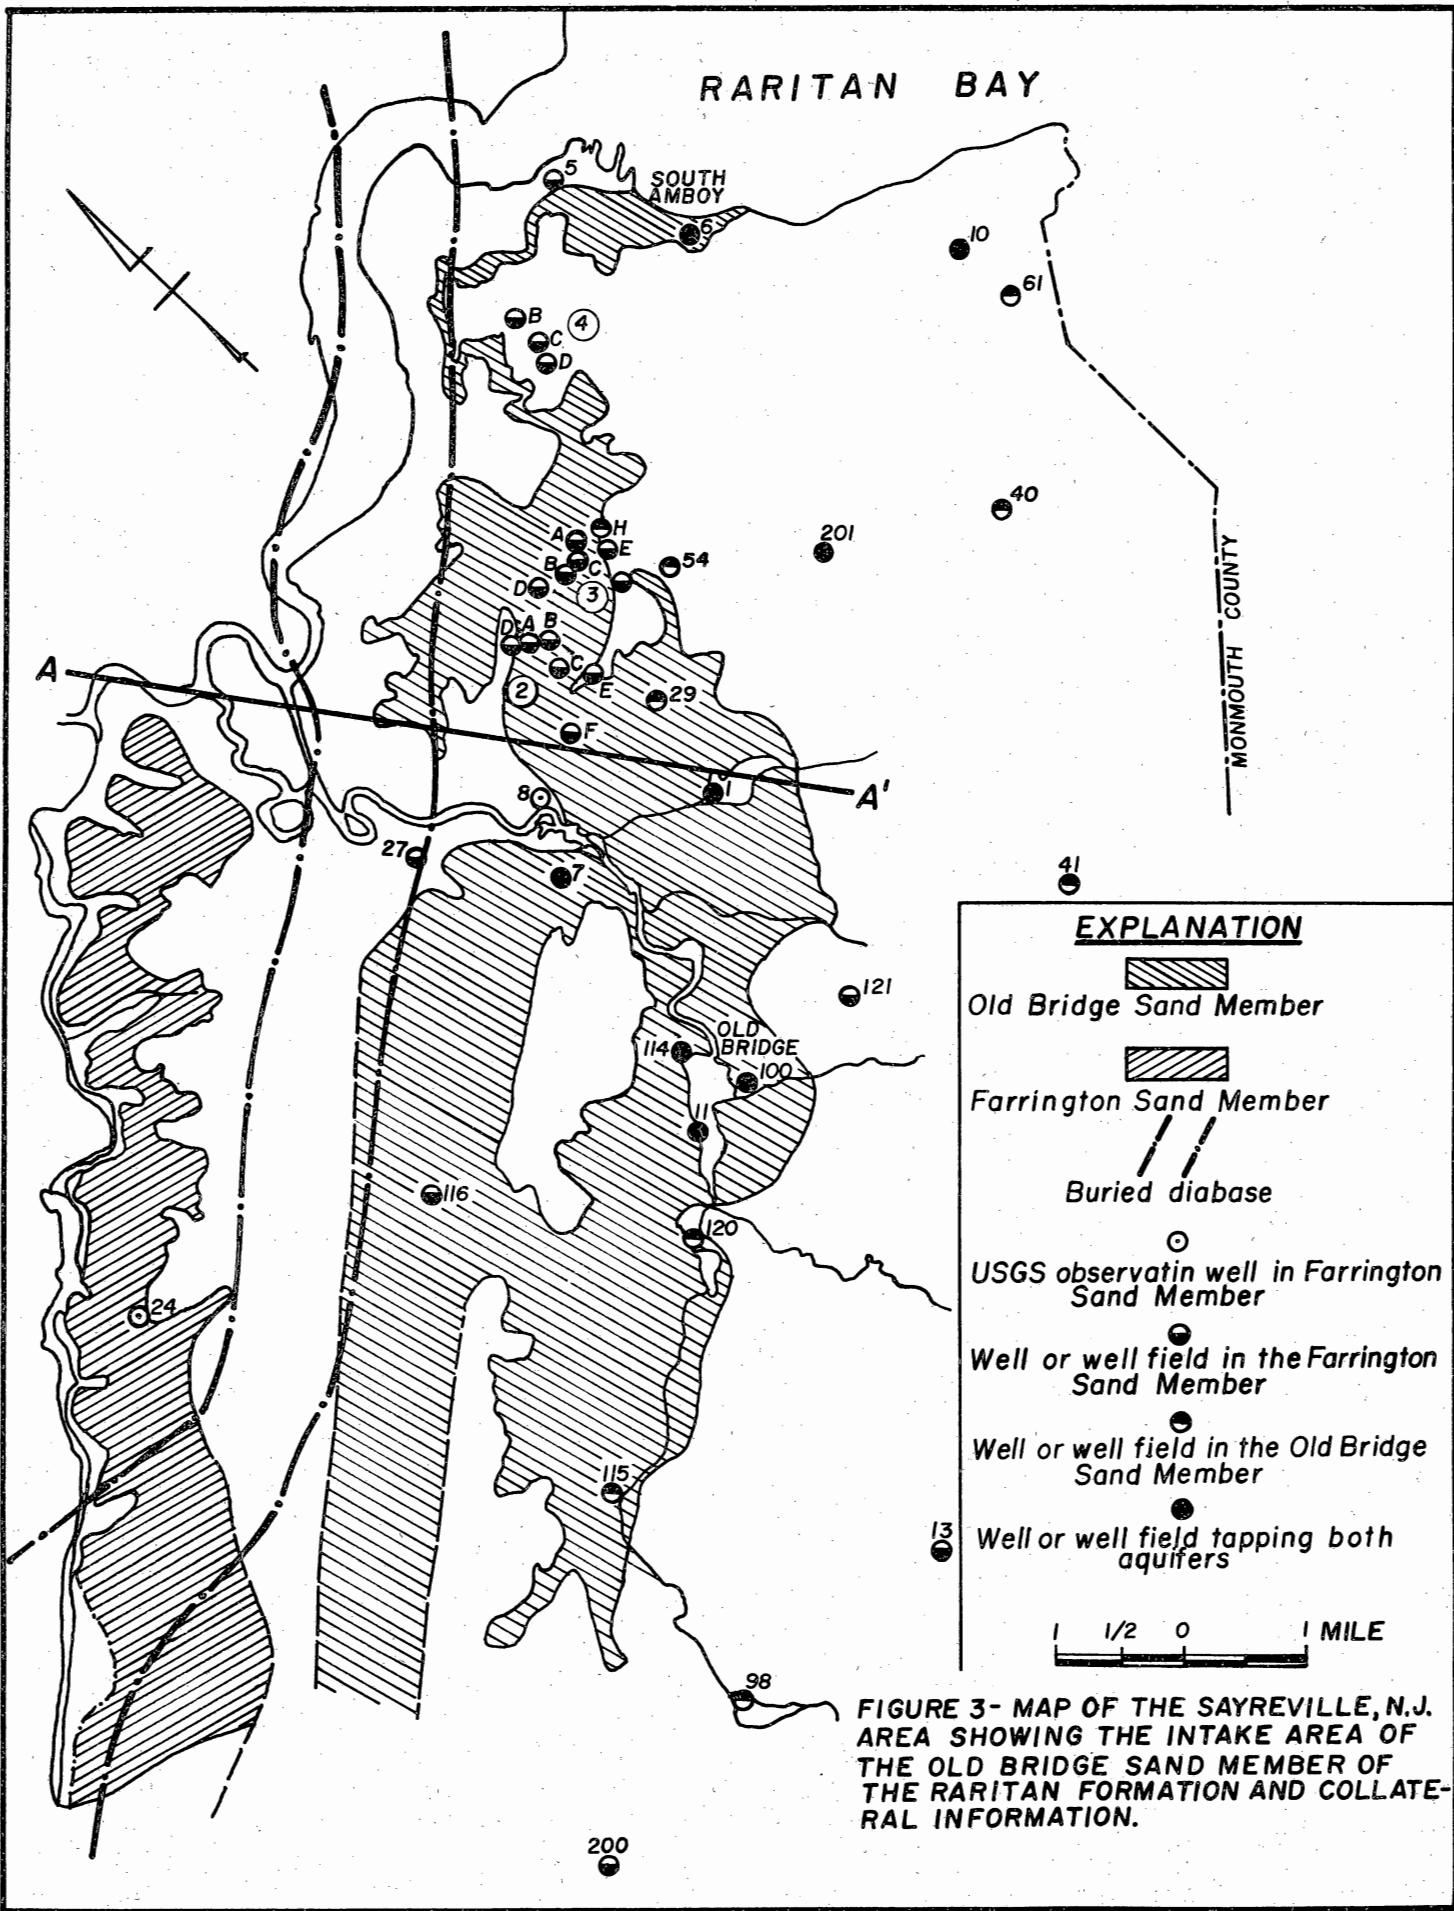 RARITAN BAY
5
SOUTH
AMBOY
6
10
61
B
4
C
D
40
H
A
E
201
54
B
C
D
3
D
A
B
C
E
2
29
F
MONMOUTH COUNTY
A
A'
1
8
27
7
41
121
OLD
BRIDGE
114
100
11
116
120
24
115
13
98
200
EXPLANATION
Old Bridge Sand Member
Farrington Sand Member
Buried diabase
USGS observatin well in Farrington
Sand Member
Well or well field in the Farrington
Sand Member
Well or well field in the Old Bridge
Sand Member
Well or well field tapping both
aquifers
1 1/2 0 1 MILE
FIGURE 3- MAP OF THE SAYREVILLE, N.J.
AREA SHOWING THE INTAKE AREA OF
THE OLD BRIDGE SAND MEMBER OF
THE RARITAN FORMATION AND COLLATE-
RAL INFORMATION.